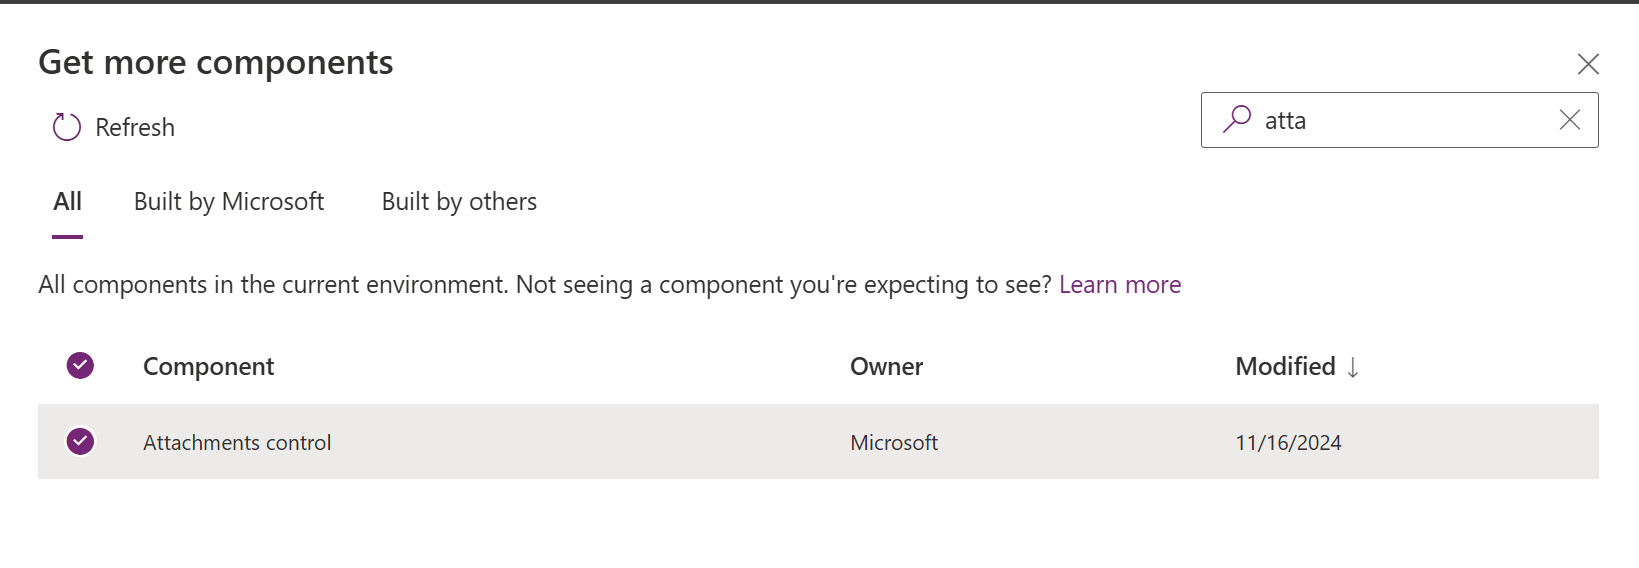 Get more components
Refresh
atta
All Built by Microsoft Built by others
All components in the current environment. Not seeing a component you're expecting to see? Learn more
Component Owner Modified ↓
Attachments control Microsoft 11/16/2024